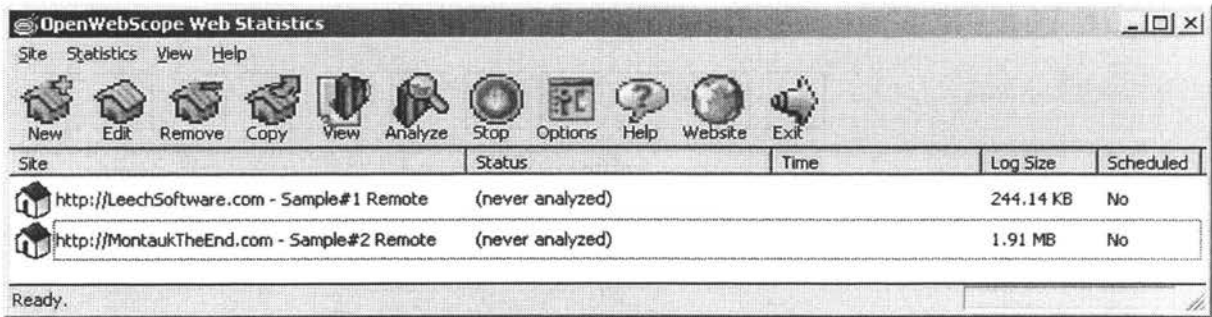 OpenWebScope Web Statistics
Site Statistics View Help
New Edit Remove Copy View Analyze Stop Options Help Website Exit
Site Status Time Log Size Scheduled
http://LeechSoftware.com - Sample#1 Remote (never analyzed) 244.14 KB No
http://MontaukTheEnd.com - Sample#2 Remote (never analyzed) 1.91 MB No
Ready.